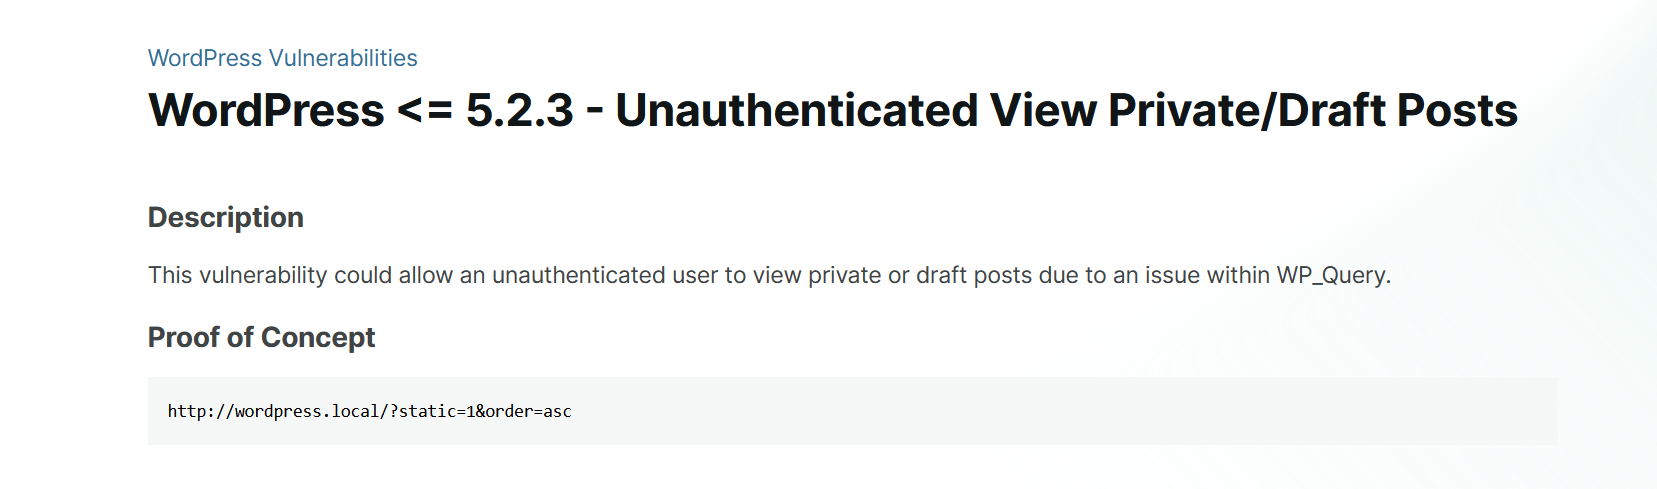 WordPress Vulnerabilities
WordPress <= 5.2.3 - Unauthenticated View Private/Draft Posts
Description
This vulnerability could allow an unauthenticated user to view private or draft posts due to an issue within WP_Query.
Proof of Concept
http://wordpress.local/?static=1&order=asc